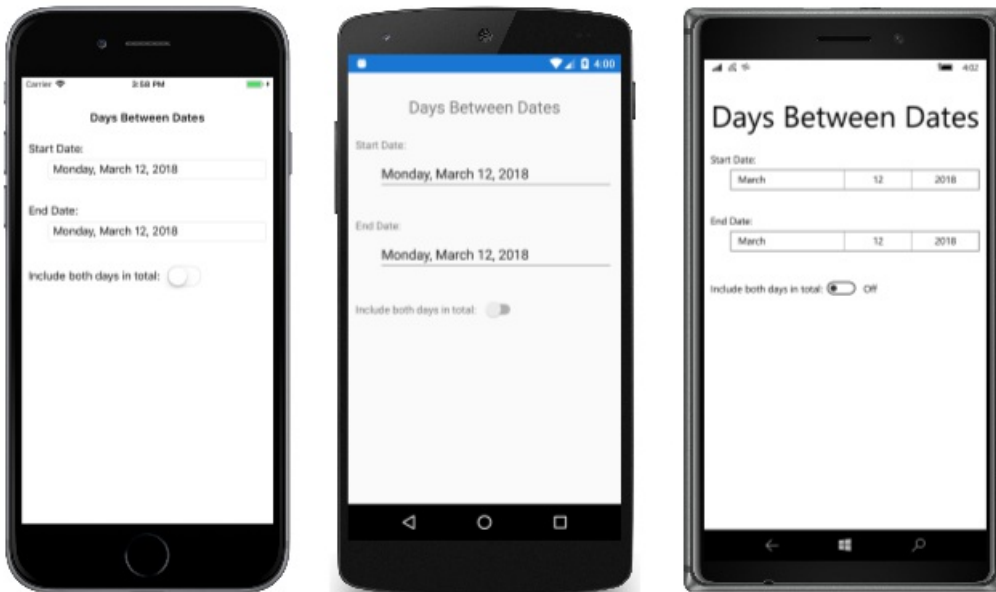 Carrier 3:58 PM
Days Between Dates
Start Date:
Monday, March 12, 2018
End Date:
Monday, March 12, 2018
Include both days in total:
4:00
Days Between Dates
Start Date:
Monday, March 12, 2018
End Date:
Monday, March 12, 2018
Include both days in total:
4:02
Days Between Dates
Start Date:
March 12 2018
End Date:
March 12 2018
Include both days in total: Off